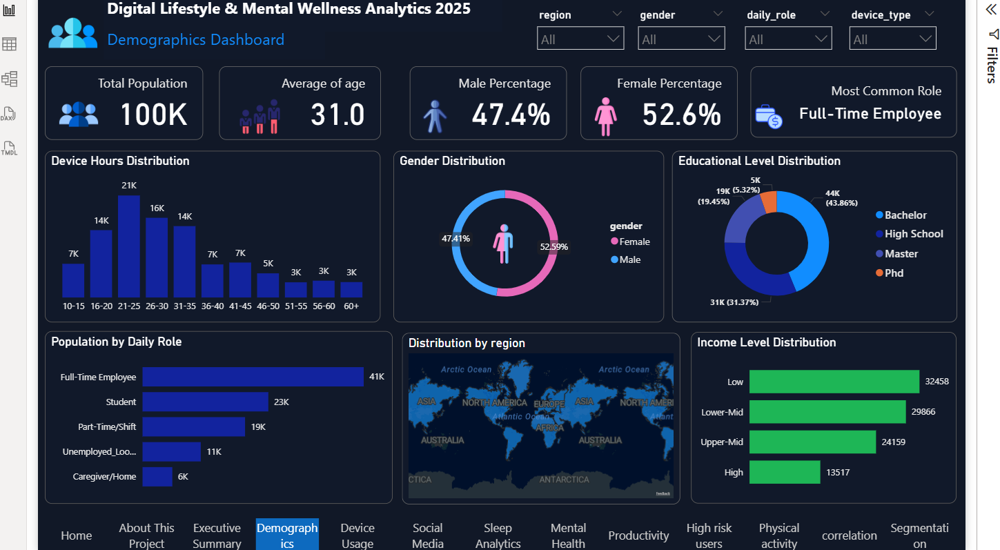 Digital Lifestyle & Mental Wellness Analytics 2025
Demographics Dashboard
region
All
gender
All
daily_role
All
device_type
All
Filters
DAX
TMDL
Total Population
100K
Average of age
31.0
Male Percentage
47.4%
Female Percentage
52.6%
Most Common Role
Full-Time Employee
Device Hours Distribution
7K
14K
21K
16K
14K
7K
7K
5K
3K
3K
3K
10-15
16-20
21-25
26-30
31-35
36-40
41-45
46-50
51-55
56-60
60+
Gender Distribution
47.41%
52.59%
gender
Female
Male
Educational Level Distribution
5K
(5.32%)
19K
(19.45%)
44K
(43.86%)
31K (31.37%)
Bachelor
High School
Master
Phd
Population by Daily Role
Full-Time Employee
41K
Student
23K
Part-Time/Shift
19K
Unemployed_Loo...
11K
Caregiver/Home
6K
Distribution by region
Arctic Ocean
Arctic Ocean
ASIA
NORTH AMERICA
EUROPE
ASIA
NORTH AMERI
Atlantic Ocean
Atlant
AFRICA
AUSTRALIA
AUSTRALIA
CTICA
ANTARCTICA
Feedback
Income Level Distribution
Low
32458
Lower-Mid
29866
Upper-Mid
24159
High
13517
Home
About This
Project
Executive
Summary
Demograph
ics
Device
Usage
Social
Media
Sleep
Analytics
Mental
Health
Productivity
High risk
users
Physical
activity
correlation
Segmentati
on